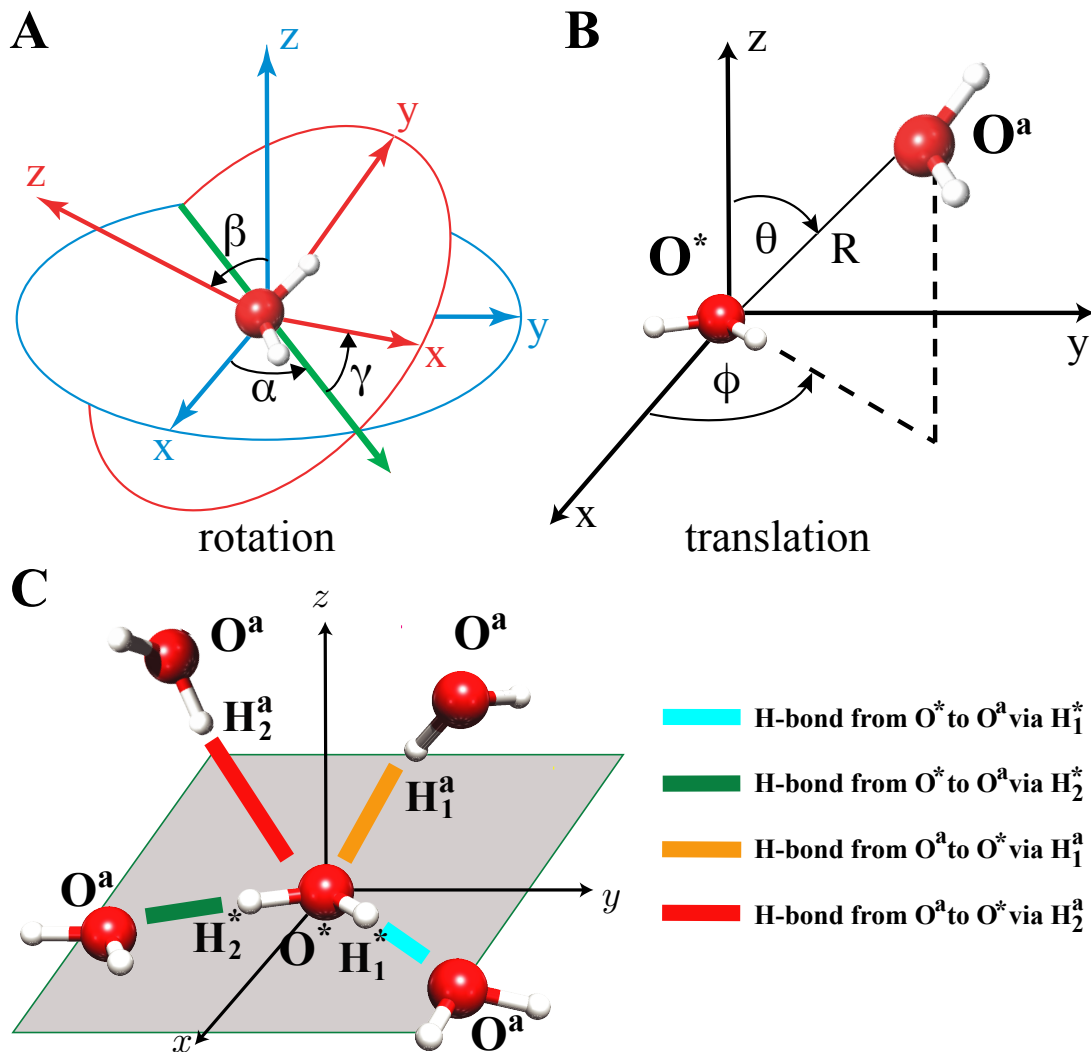 A
z
y
z
β
y
x
α
γ
x
rotation
B
z
Oᵃ
θ
R
O*
y
ϕ
x
translation
C
z
Oᵃ
Oᵃ
H₂ᵃ
H₁ᵃ
Oᵃ
y
H₂*
O*
H₁*
x
Oᵃ
H-bond from O* to Oᵃ via H₁*
H-bond from O* to Oᵃ via H₂*
H-bond from Oᵃ to O* via H₁ᵃ
H-bond from Oᵃ to O* via H₂ᵃ